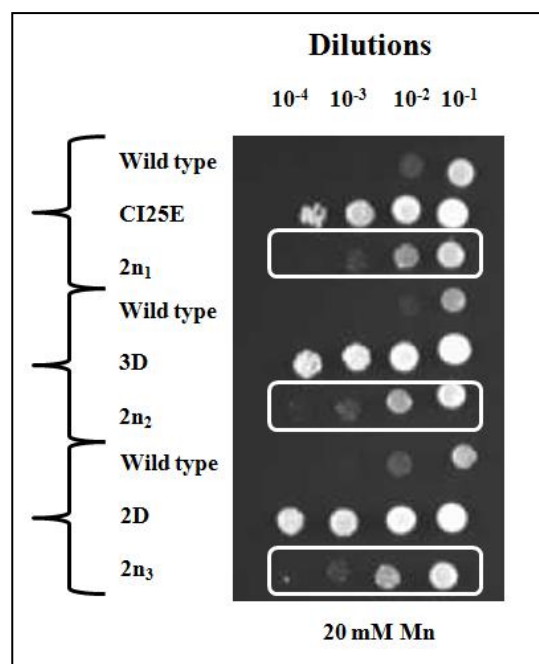 Dilutions
10⁻⁴ 10⁻³ 10⁻² 10⁻¹
Wild type
CI25E
2n₁
Wild type
3D
2n₂
Wild type
2D
2n₃
20 mM Mn